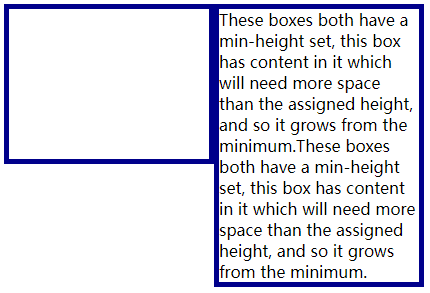 These boxes both have a
min-height set, this box
has content in it which
will need more space
than the assigned height,
and so it grows from the
minimum.These boxes
both have a min-height
set, this box has content
in it which will need more
space than the assigned
height, and so it grows
from the minimum.